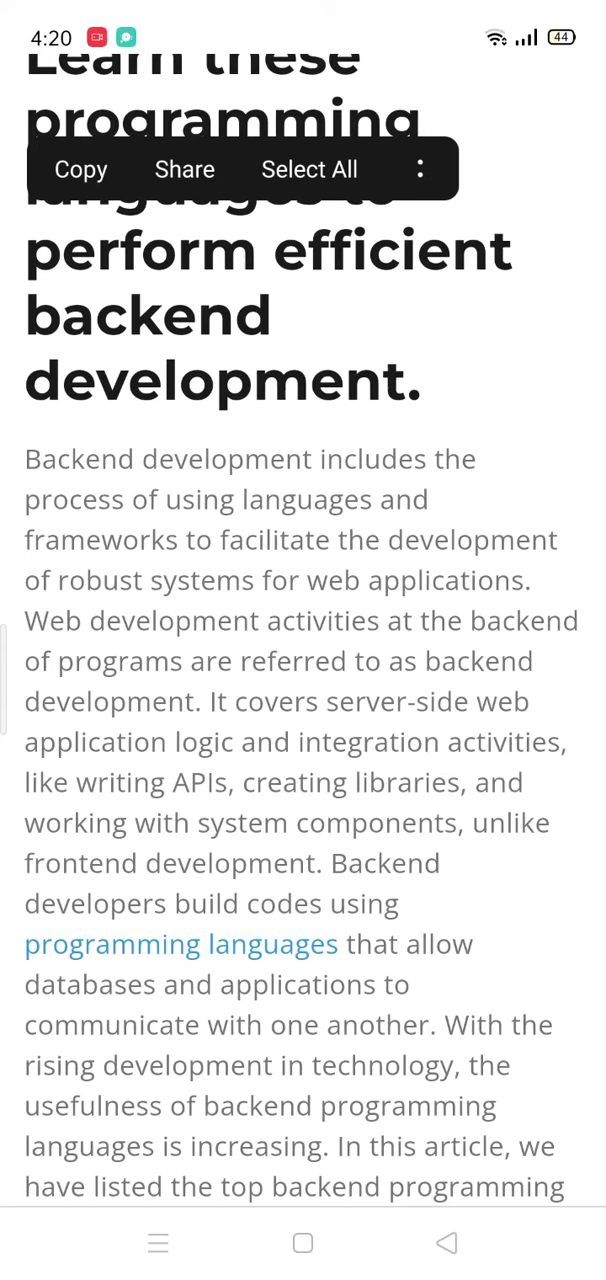 4:20
44
Learn these
programming
Copy Share Select All
languages to
perform efficient
backend
development.
Backend development includes the
process of using languages and
frameworks to facilitate the development
of robust systems for web applications.
Web development activities at the backend
of programs are referred to as backend
development. It covers server-side web
application logic and integration activities,
like writing APIs, creating libraries, and
working with system components, unlike
frontend development. Backend
developers build codes using
programming languages that allow
databases and applications to
communicate with one another. With the
rising development in technology, the
usefulness of backend programming
languages is increasing. In this article, we
have listed the top backend programming